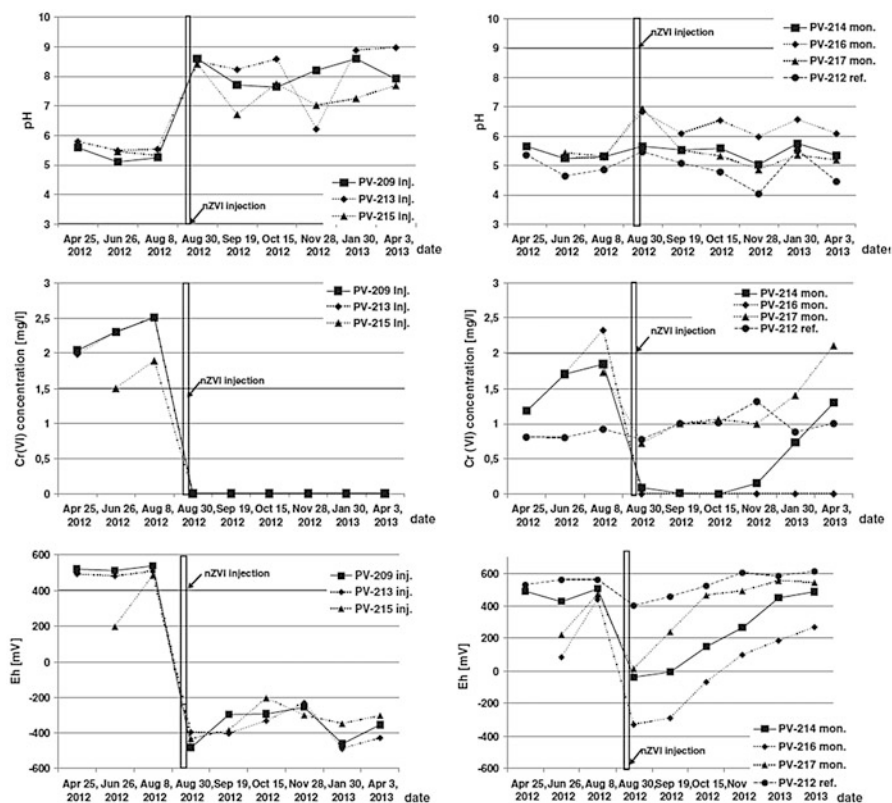 10
9
8
7
6
5
4
3
pH
PV-209 Inj.
PV-213 Inj.
PV-215 Inj.
nZVI injection
Apr 25, Jun 26, Aug 8, Aug 30, Sep 19, Oct 15, Nov 28, Jan 30, Apr 3,
2012 2012 2012 2012 2012 2012 2012 2013 2013
date
10
9
8
7
6
5
4
3
pH
nZVI injection
PV-214 mon.
PV-216 mon.
PV-217 mon.
PV-212 ref.
Apr 25, Jun 26, Aug 8, Aug 30, Sep 19, Oct 15, Nov 28, Jan 30, Apr 3,
2012 2012 2012 2012 2012 2012 2012 2013 2013
date
3
2,5
2
1,5
1
0,5
0
Cr(VI) concentration [mg/l]
PV-209 Inj.
PV-213 Inj.
PV-215 Inj.
nZVI injection
Apr 25, Jun 26, Aug 8, Aug 30, Sep 19, Oct 15, Nov 28, Jan 30, Apr 3,
2012 2012 2012 2012 2012 2012 2012 2013 2013
date
3
2,5
2
1,5
1
0,5
0
Cr (VI) concentration [mg/l]
PV-214 mon.
PV-216 mon.
PV-217 mon.
PV-212 ref.
nZVI injection
Apr 25, Jun 26, Aug 8, Aug 30, Sep 19, Oct 15, Nov 28, Jan 30, Apr 3,
2012 2012 2012 2012 2012 2012 2012 2013 2013
date
600
400
200
0
-200
-400
-600
Eh [mV]
PV-209 inj.
PV-213 inj.
PV-215 inj.
nZVI injection
Apr 25, Jun 26, Aug 8, Aug 30, Sep 19, Oct 15, Nov 28, Jan 30, Apr 3,
2012 2012 2012 2012 2012 2012 2012 2013 2013
date
600
400
200
0
-200
-400
-600
Eh [mV]
nZVI injection
PV-214 mon.
PV-216 mon.
PV-217 mon.
PV-212 ref.
Apr 25, Jun 26, Aug 8, Aug 30, Sep 19, Oct 15, Nov
2012 2012 2012 2012 2012 2012 2012 2013 2013